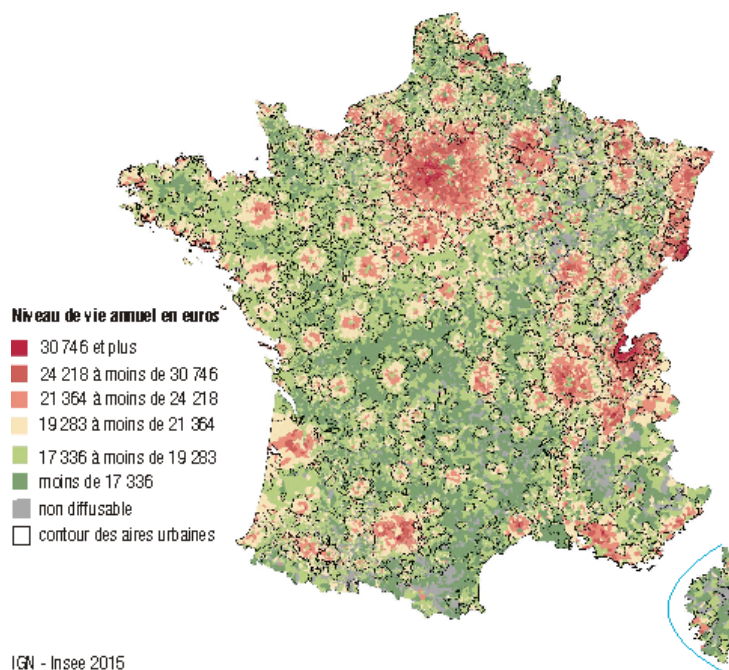 Niveau de vie annuel en euros
30 746 et plus
24 218 à moins de 30 746
21 364 à moins de 24 218
19 283 à moins de 21 364
17 336 à moins de 19 283
moins de 17 336
non diffusable
contour des aires urbaines
IGN - Insee 2015